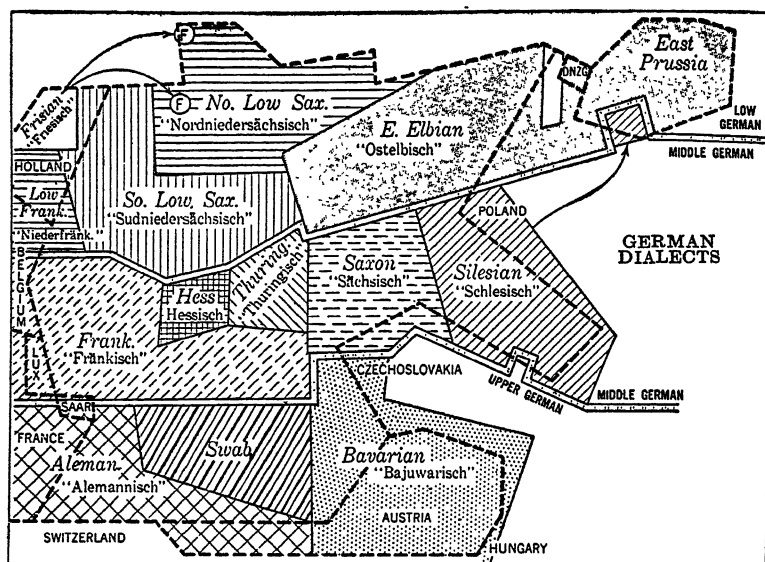 F
East
Prussia
DNZG
Frisian
"Friesisch"
F
No. Low Sax.
"Nordniedersächsisch"
LOW
GERMAN
MIDDLE GERMAN
E. Elbian
"Ostelbisch"
HOLLAND
Low
Frank.
"Niederfränk."
So. Low. Sax.
"Sudniedersächsisch"
POLAND
GERMAN
DIALECTS
BELGIUM
Hess
Hessisch
Thuring.
"Thuringisch"
Saxon
"Sächsisch"
Silesian
"Schlesisch"
Frank.
"Fränkisch"
LUX
CZECHOSLOVAKIA
UPPER GERMAN
MIDDLE GERMAN
SAAR
FRANCE
Aleman.
"Alemannisch"
Swab
Bavarian
"Bajuwarisch"
AUSTRIA
SWITZERLAND
HUNGARY